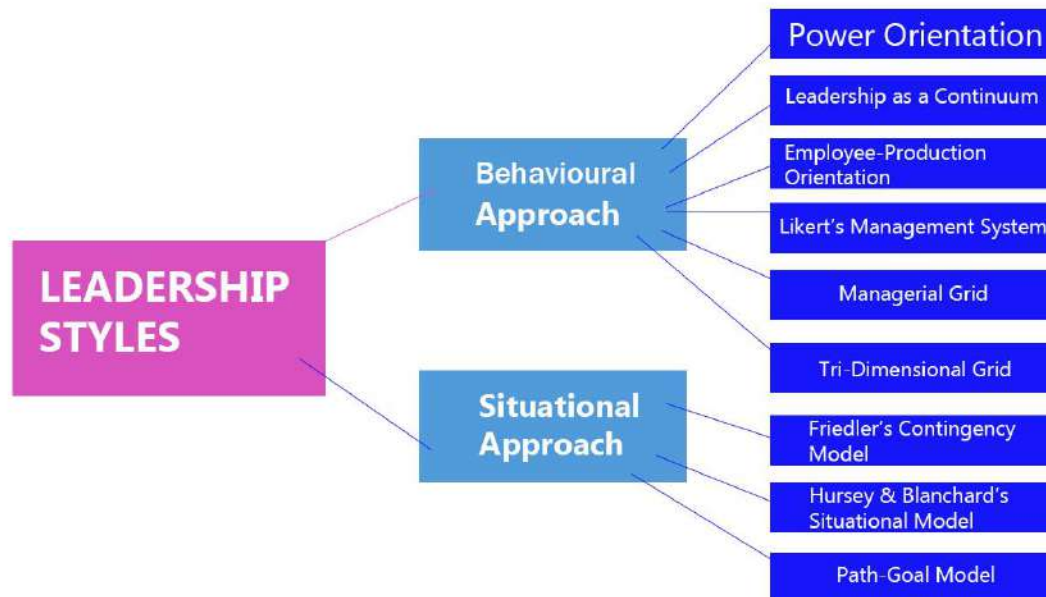 LEADERSHIP
STYLES
Behavioural
Approach
Power Orientation
Leadership as a Continuum
Employee-Production
Orientation
Likert's Management System
Managerial Grid
Tri-Dimensional Grid
Situational
Approach
Friedler's Contingency
Model
Hursey & Blanchard's
Situational Model
Path-Goal Model